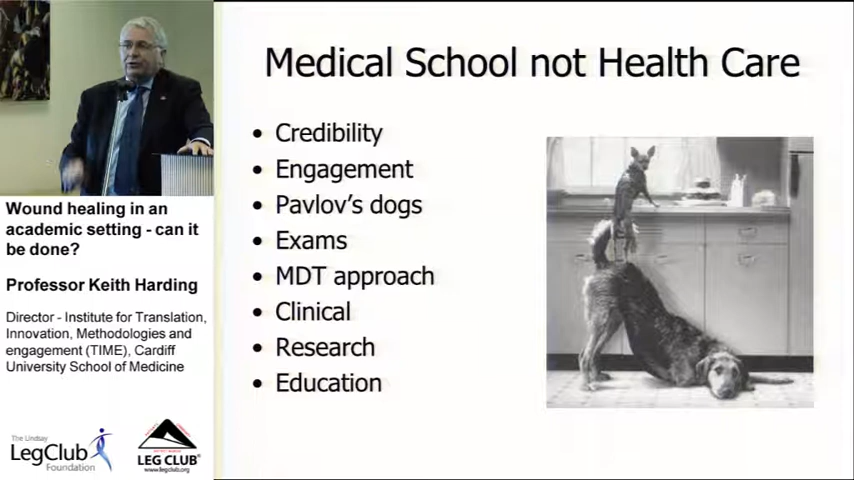 Medical School not Health Care
• Credibility
• Engagement
• Pavlov's dogs
• Exams
• MDT approach
• Clinical
• Research
• Education
Wound healing in an
academic setting - can it
be done?
Professor Keith Harding
Director - Institute for Translation,
Innovation, Methodologies and
engagement (TIME), Cardiff
University School of Medicine
The Lindsay
LegClub
Foundation
LEG CLUB®
www.legclub.org